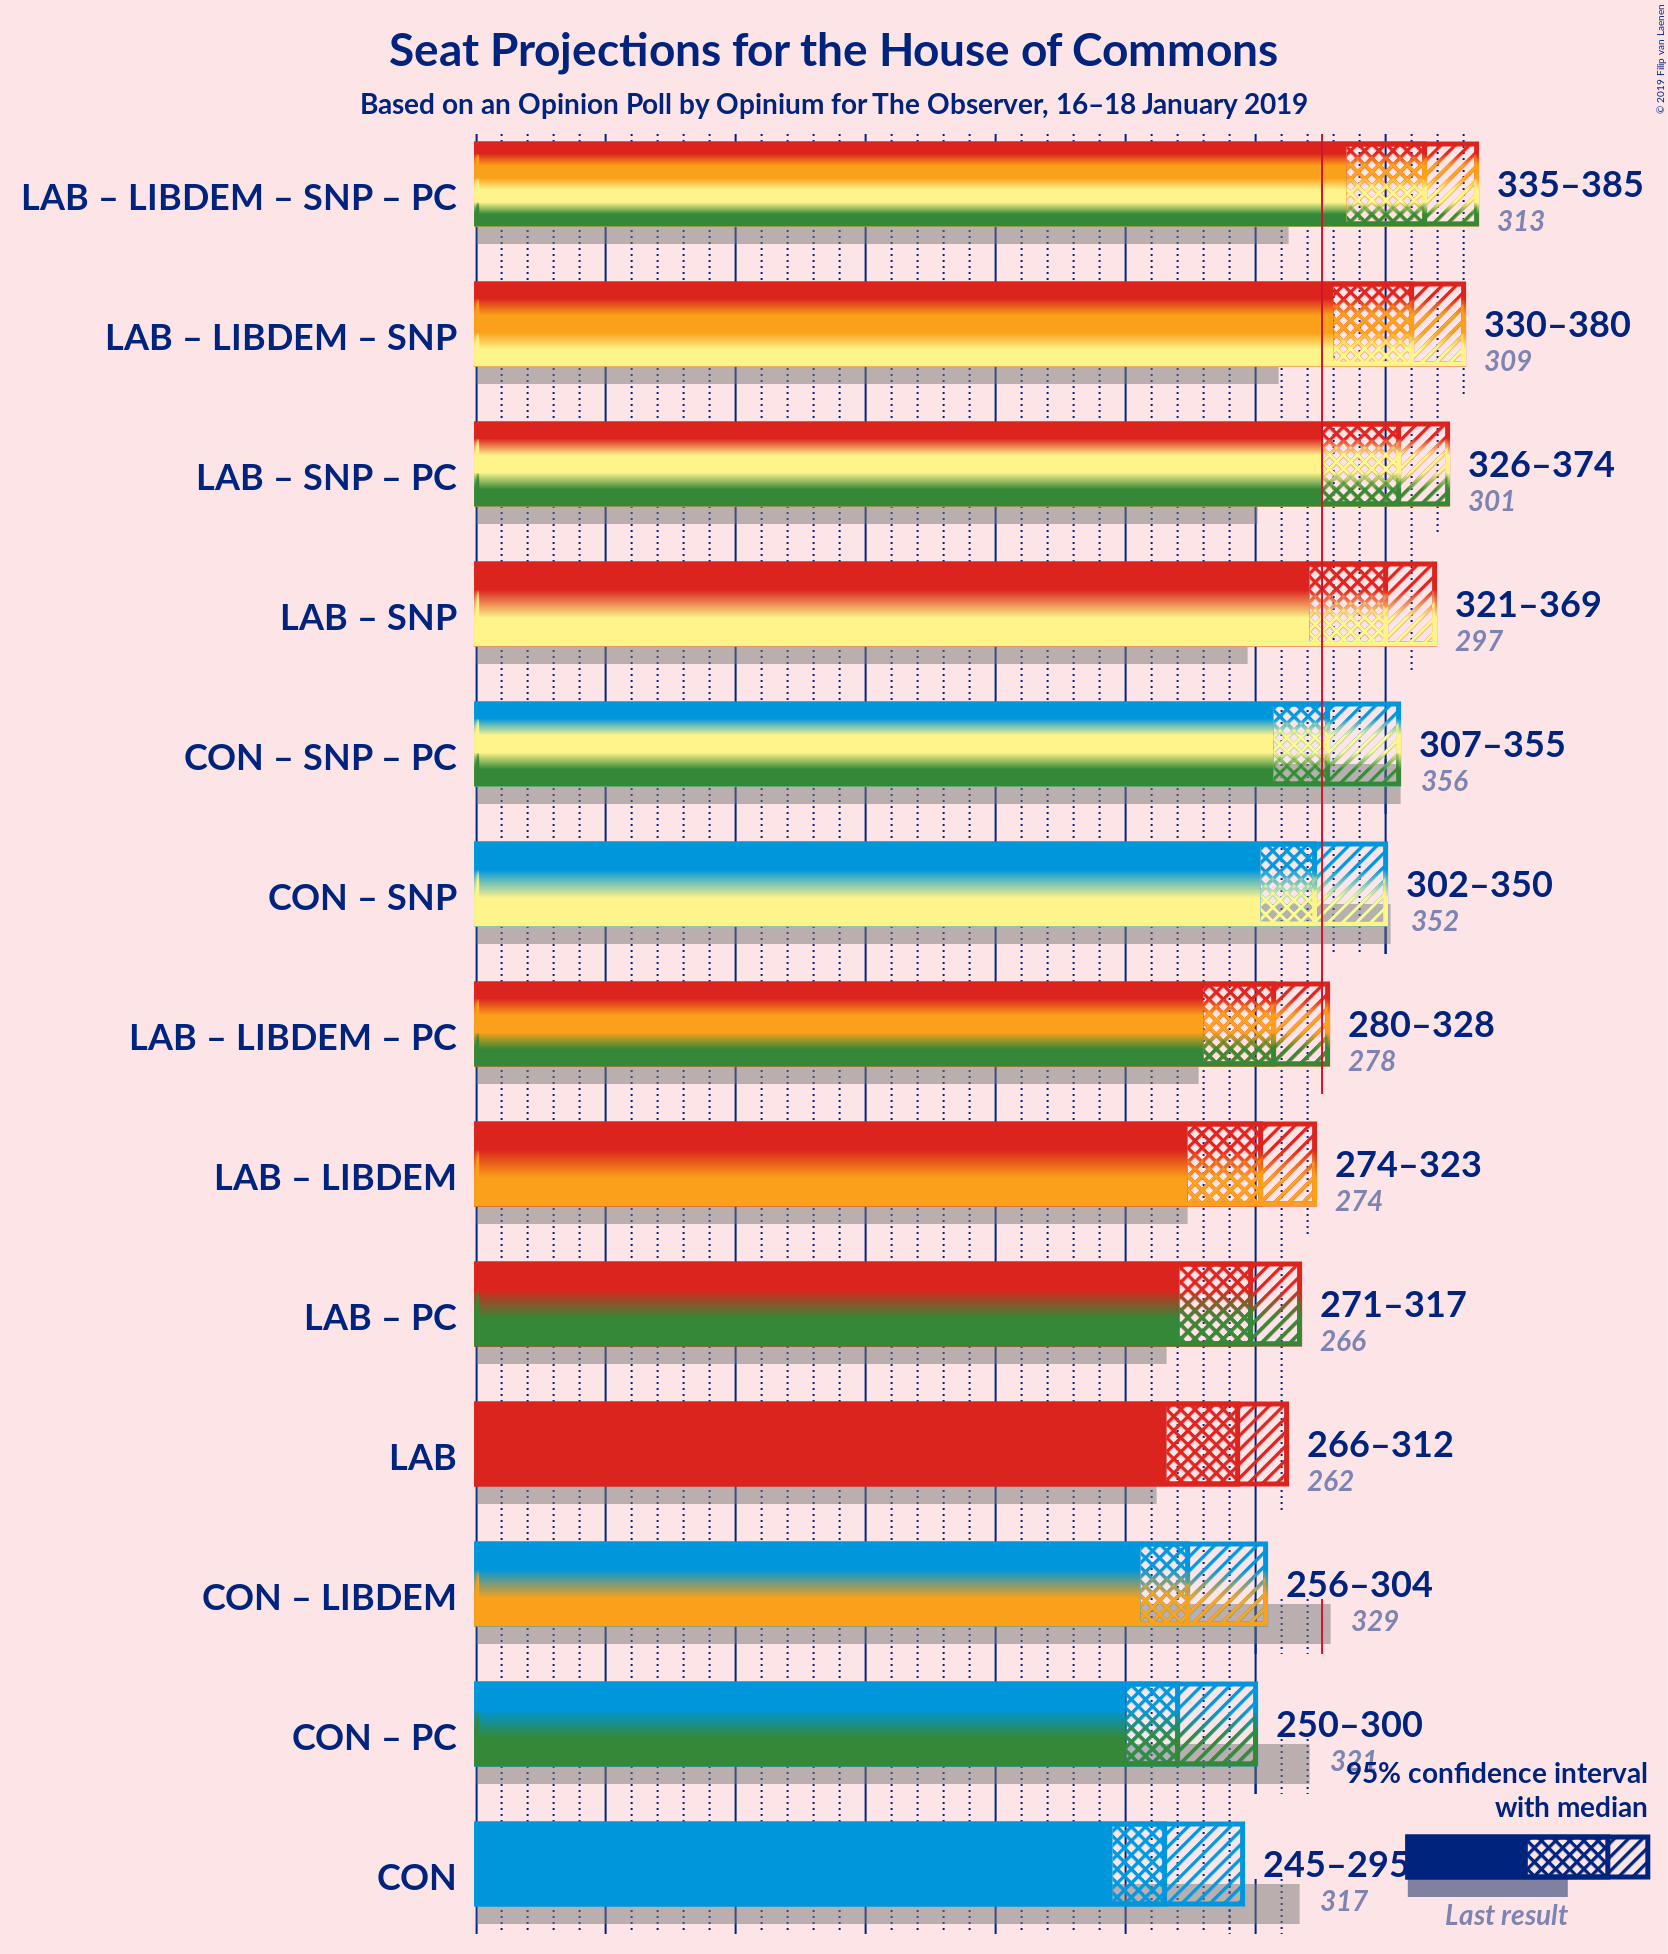 Seat Projections for the House of Commons
Based on an Opinion Poll by Opinium for The Observer, 16–18 January 2019
© 2019 Filip van Laenen
LAB – LIBDEM – SNP – PC
335–385
313
LAB – LIBDEM – SNP
330–380
309
LAB – SNP – PC
326–374
301
LAB – SNP
321–369
297
CON – SNP – PC
307–355
356
CON – SNP
302–350
352
LAB – LIBDEM – PC
280–328
278
LAB – LIBDEM
274–323
274
LAB – PC
271–317
266
LAB
266–312
262
CON – LIBDEM
256–304
329
CON – PC
250–300
321
CON
245–295
317
95% confidence interval
with median
Last result